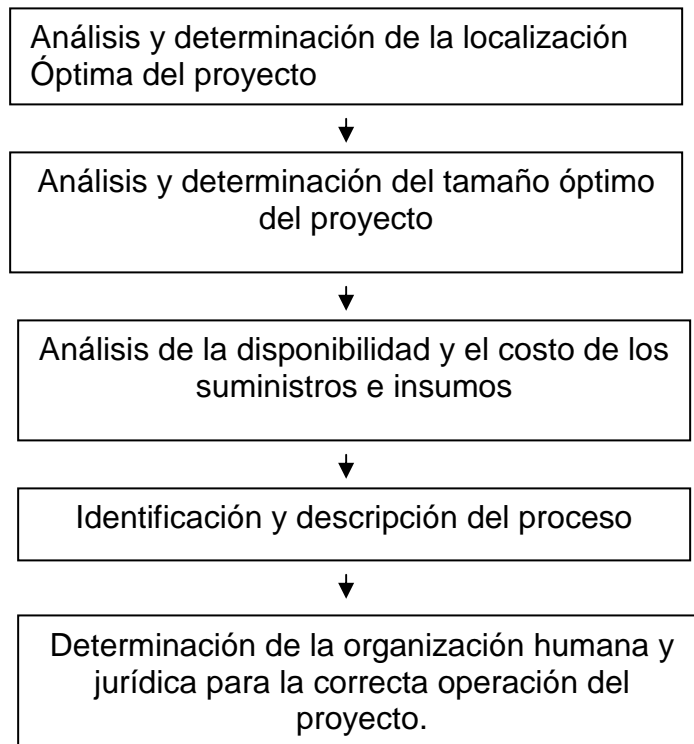 Análisis y determinación de la localización
Óptima del proyecto
Análisis y determinación del tamaño óptimo
del proyecto
Análisis de la disponibilidad y el costo de los
suministros e insumos
Identificación y descripción del proceso
Determinación de la organización humana y
jurídica para la correcta operación del
proyecto.